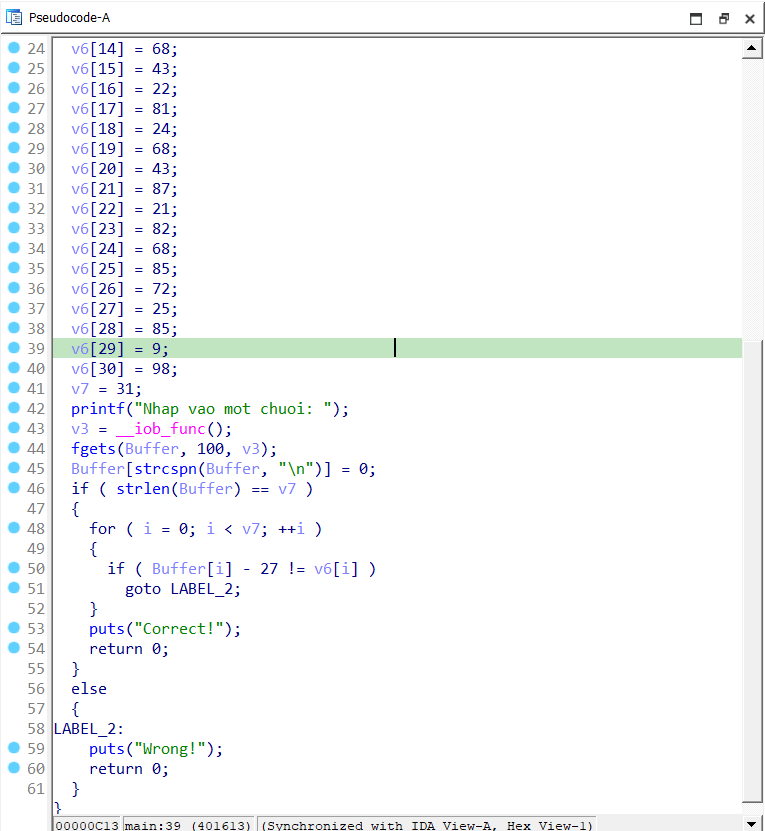 Pseudocode-A
24 v6[14] = 68;
25 v6[15] = 43;
26 v6[16] = 22;
27 v6[17] = 81;
28 v6[18] = 24;
29 v6[19] = 68;
30 v6[20] = 43;
31 v6[21] = 87;
32 v6[22] = 21;
33 v6[23] = 82;
34 v6[24] = 68;
35 v6[25] = 85;
36 v6[26] = 72;
37 v6[27] = 25;
38 v6[28] = 85;
39 v6[29] = 9;
40 v6[30] = 98;
41 v7 = 31;
42 printf("Nhap vao mot chuoi: ");
43 v3 = __iob_func();
44 fgets(Buffer, 100, v3);
45 Buffer[strcspn(Buffer, "\n")] = 0;
46 if ( strlen(Buffer) == v7 )
47 {
48 for ( i = 0; i < v7; ++i )
49 {
50 if ( Buffer[i] - 27 != v6[i] )
51 goto LABEL_2;
52 }
53 puts("Correct!");
54 return 0;
55 }
56 else
57 {
58 LABEL_2:
59 puts("Wrong!");
60 return 0;
61 }
}
00000C13 main:39 (401613) (Synchronized with IDA View-A, Hex View-1)